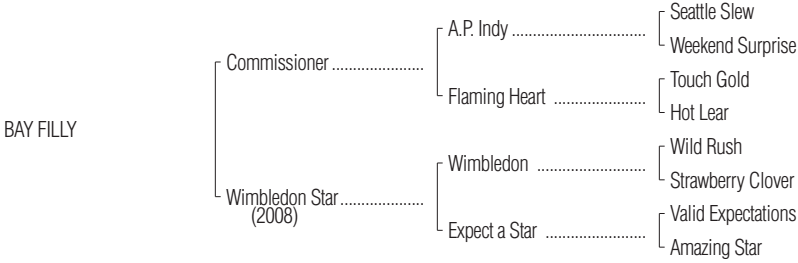 Seattle Slew
A.P. Indy ..............................
Weekend Surprise
Commissioner .....................
Touch Gold
Flaming Heart .....................
Hot Lear
BAY FILLY
Wild Rush
Wimbledon .........................
Strawberry Clover
Wimbledon Star ...................
(2008)
Valid Expectations
Expect a Star .......................
Amazing Star